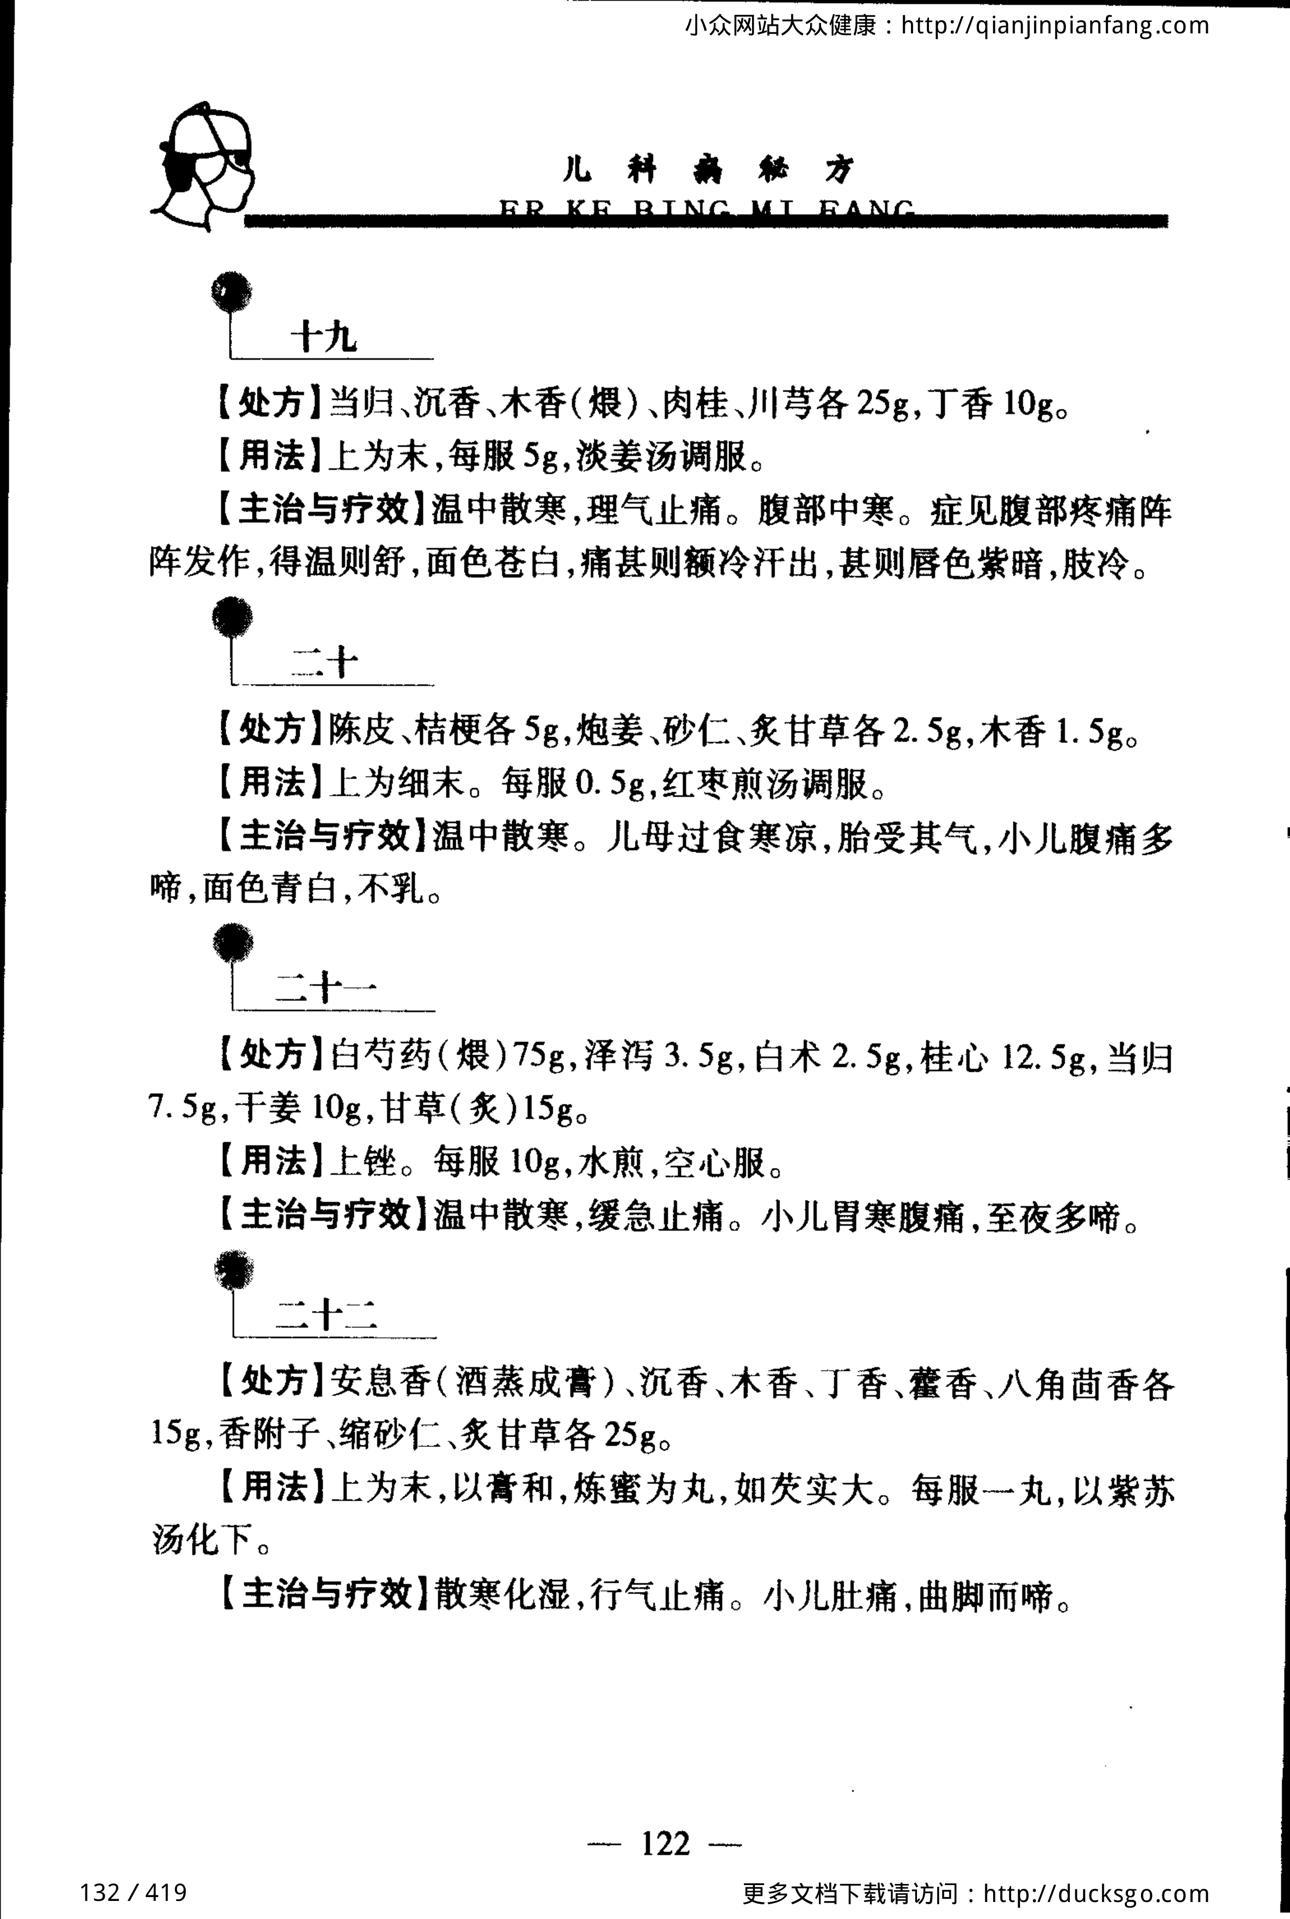 小众网站大众健康：http://qianjinpianfang.com
儿科病秘方
ER KE BING MI FANG
十九
【处方】当归、沉香、木香(煨)、肉桂、川芎各25g,丁香10g。
【用法】上为末,每服5g,淡姜汤调服。
【主治与疗效】温中散寒,理气止痛。腹部中寒。症见腹部疼痛阵
阵发作,得温则舒,面色苍白,痛甚则额冷汗出,甚则唇色紫暗,肢冷。
二十
【处方】陈皮、桔梗各5g,炮姜、砂仁、炙甘草各2.5g,木香1.5g。
【用法】上为细末。每服0.5g,红枣煎汤调服。
【主治与疗效】温中散寒。儿母过食寒凉,胎受其气,小儿腹痛多
啼,面色青白,不乳。
二十一
【处方】白芍药(煨)75g,泽泻3.5g,白术2.5g,桂心12.5g,当归
7.5g,干姜10g,甘草(炙)15g。
【用法】上锉。每服10g,水煎,空心服。
【主治与疗效】温中散寒,缓急止痛。小儿胃寒腹痛,至夜多啼。
二十二
【处方】安息香(酒蒸成膏)、沉香、木香、丁香、藿香、八角茴香各
15g,香附子、缩砂仁、炙甘草各25g。
【用法】上为末,以膏和,炼蜜为丸,如芡实大。每服一丸,以紫苏
汤化下。
【主治与疗效】散寒化湿,行气止痛。小儿肚痛,曲脚而啼。
— 122 —
132 / 419
更多文档下载请访问：http://ducksgo.com